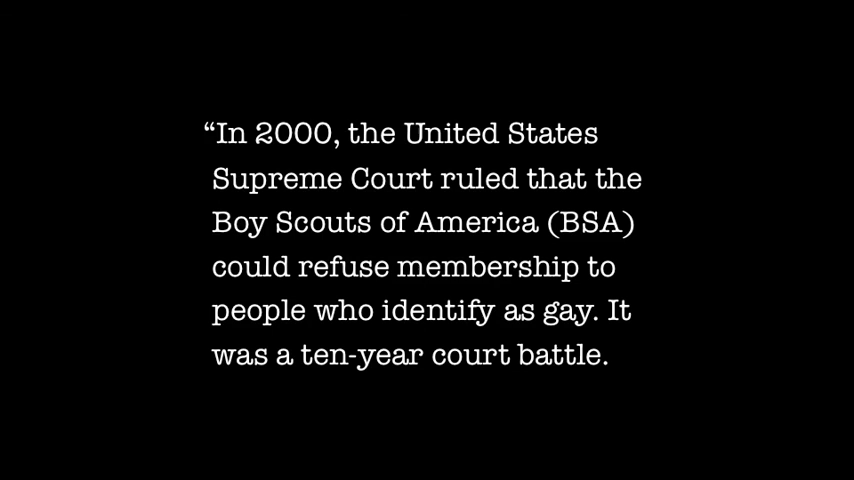 “In 2000, the United States
Supreme Court ruled that the
Boy Scouts of America (BSA)
could refuse membership to
people who identify as gay. It
was a ten-year court battle.